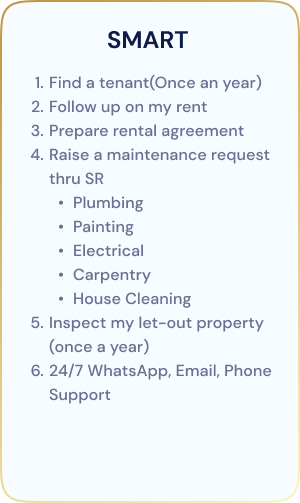 SMART
1. Find a tenant(Once an year)
2. Follow up on my rent
3. Prepare rental agreement
4. Raise a maintenance request
thru SR
• Plumbing
• Painting
• Electrical
• Carpentry
• House Cleaning
5. Inspect my let-out property
(once a year)
6. 24/7 WhatsApp, Email, Phone
Support